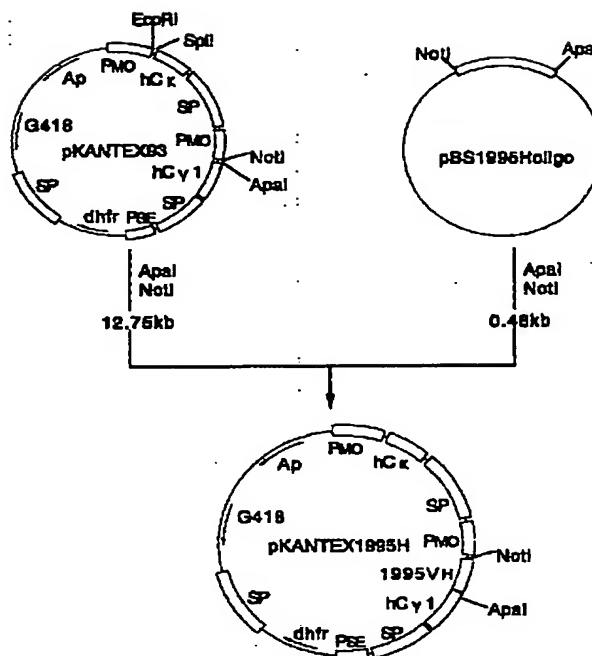 EcoRI
SplI
Ap
PMO
hCκ
SP
G418
pKANTEX93
PMO
hCγ1
NotI
ApaI
SP
SP
dhfr
PSE
NotI
Apal
pBS1995Holigo
ApaI
NotI
12.75kb
ApaI
NotI
0.46kb
Ap
PMO
hCκ
SP
G418
pKANTEX1995H
PMO
NotI
1995VH
hCγ1
ApaI
SP
dhfr
PSE
SP